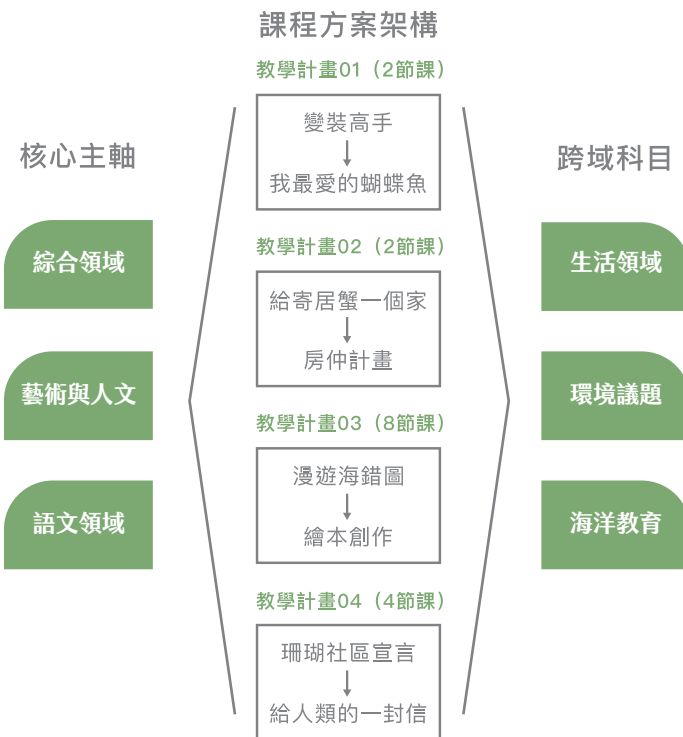 課程方案架構
核心主軸
綜合領域
藝術與人文
語文領域
教學計畫01（2節課）
變裝高手
我最愛的蝴蝶魚
教學計畫02（2節課）
給寄居蟹一個家
房仲計畫
教學計畫03（8節課）
漫遊海錯圖
繪本創作
教學計畫04（4節課）
珊瑚社區宣言
給人類的一封信
跨域科目
生活領域
環境議題
海洋教育